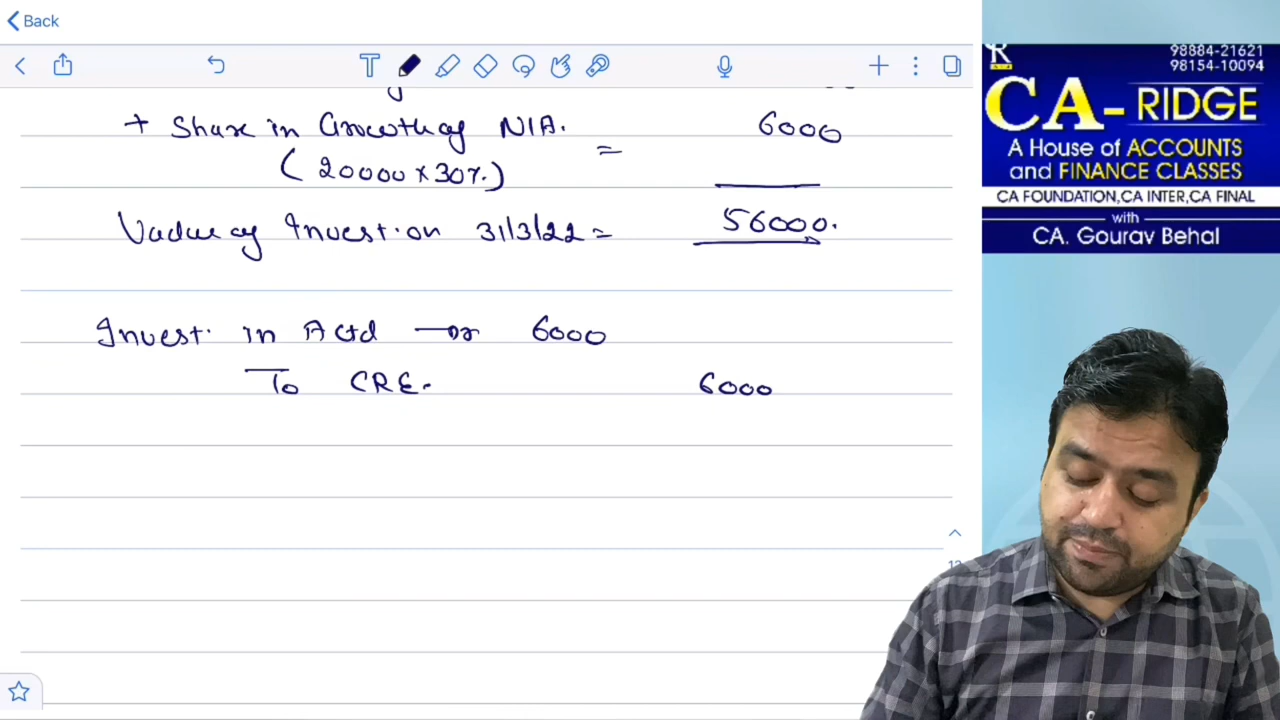 Back
+ Share in Growth of N/A. = 6000
(20000 × 30%.)
Value of Invest. on 31/3/22 = 56000.
Invest. in A Ltd — Dr 6000
To CRE. 6000
R
98884-21621
98154-10094
CA- RIDGE
A House of ACCOUNTS
and FINANCE CLASSES
CA FOUNDATION,CA INTER,CA FINAL
with
CA. Gourav Behal